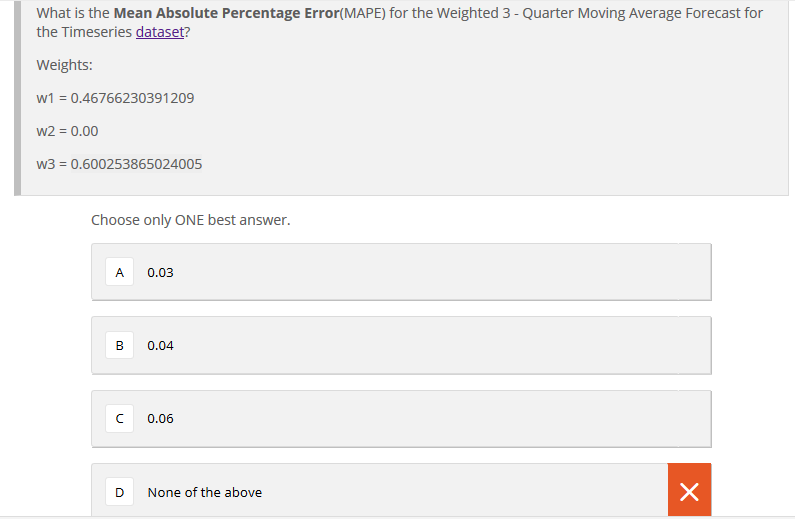 What is the Mean Absolute Percentage Error(MAPE) for the Weighted 3 - Quarter Moving Average Forecast for
the Timeseries dataset?
Weights:
w1 = 0.46766230391209
w2 = 0.00
w3 = 0.600253865024005
Choose only ONE best answer.
A 0.03
B 0.04
C 0.06
D None of the above